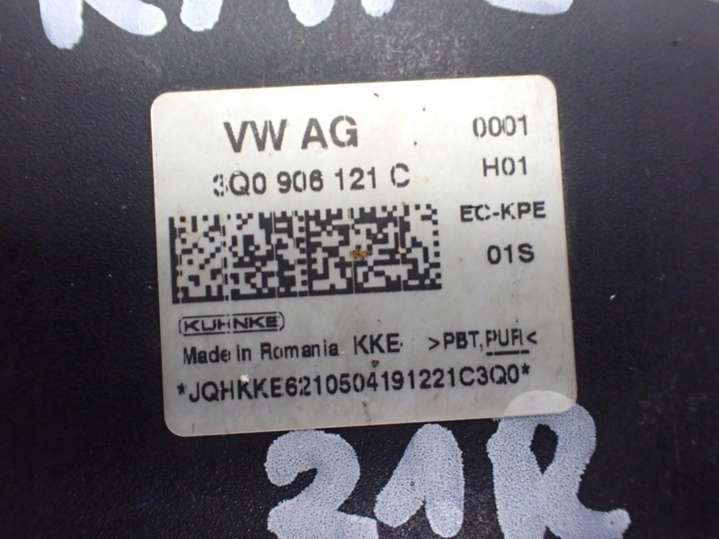 VW AG 0001
3Q0 906 121 C H01
EC-KPE
01S
KUHNKE
Made in Romania KKE >PBT,PUR<
*JQHKKE6210504191221C3Q0*
21R